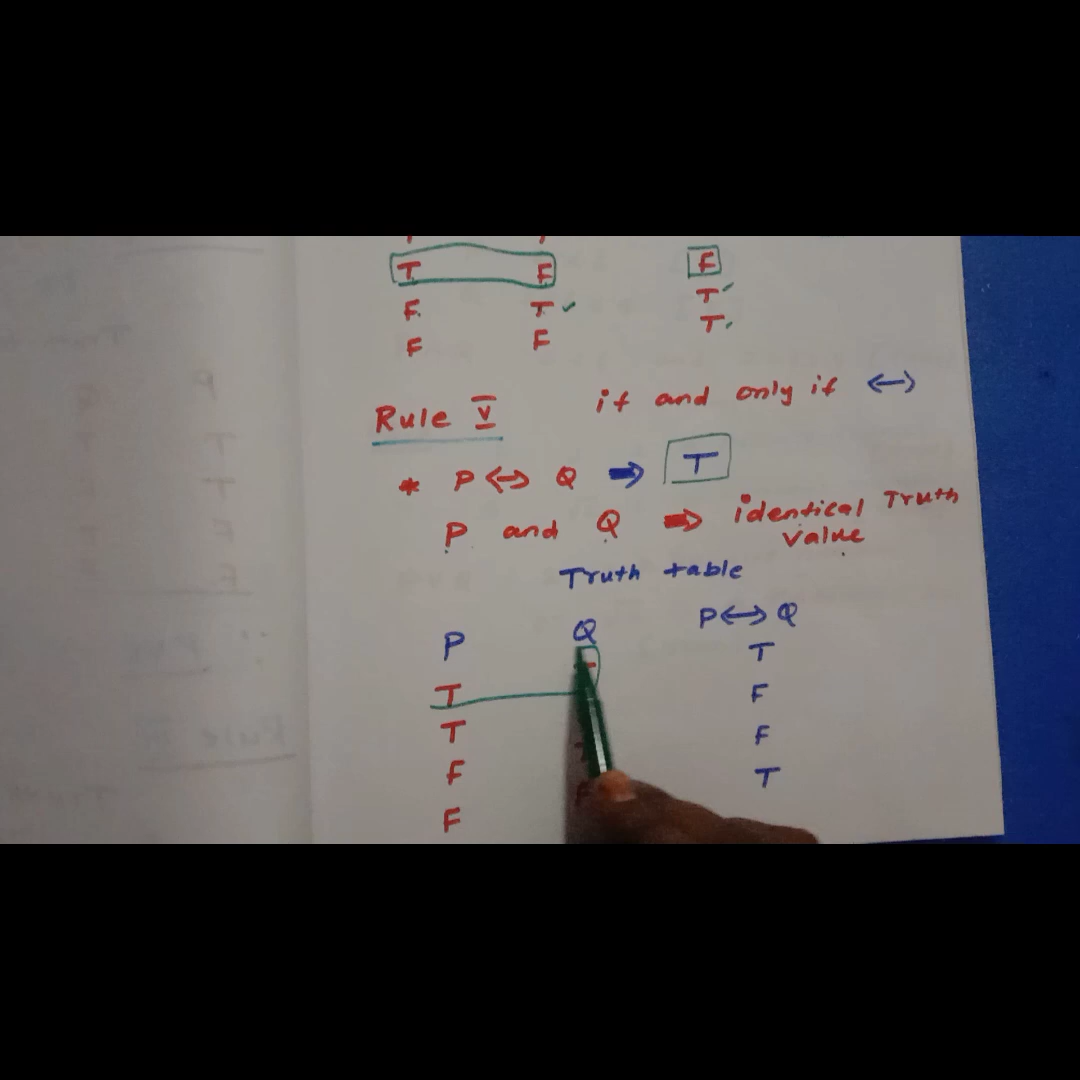 T F F
F T T
F F T
Rule V if and only if ↔
* P ↔ Q ➡ T
P and Q ➡ identical Truth value
Truth table
P Q P ↔ Q
T T T
T F
F F
F T